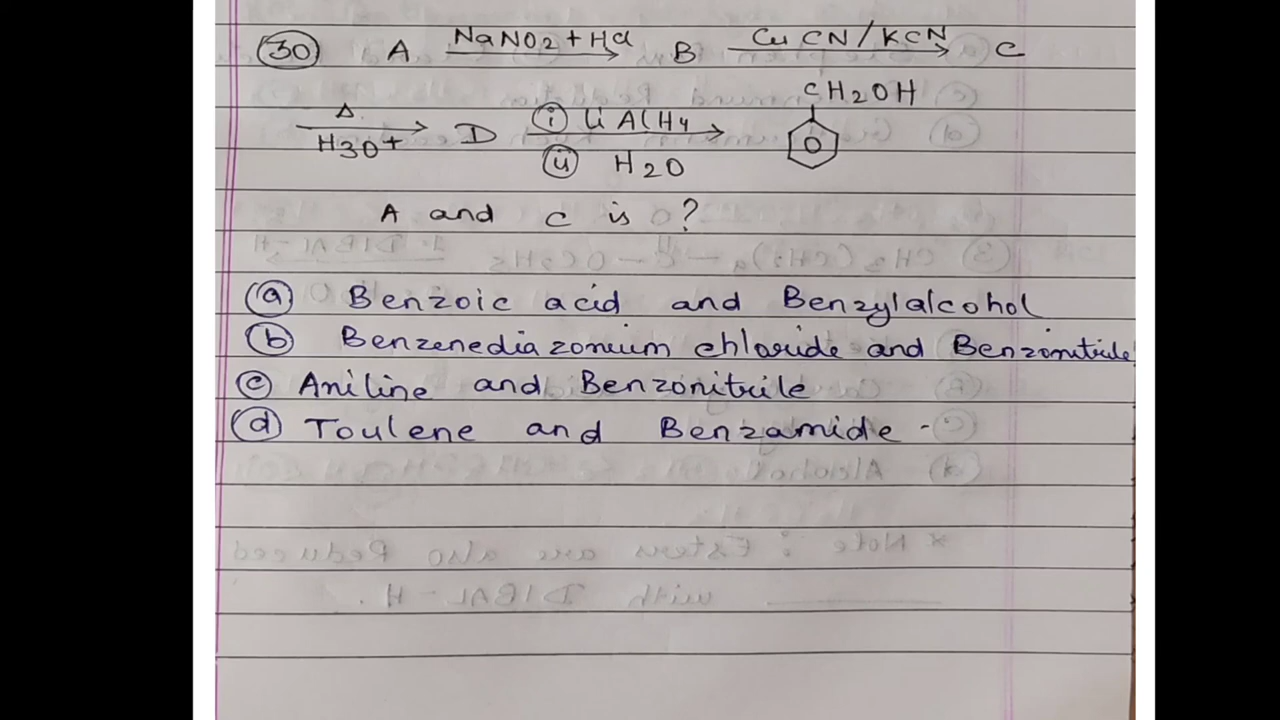 30 A NaNO2 + HCl B CuCN/KCN C
CH2OH
Δ H3O+ D i LiAlH4 ii H2O
A and C is ?
a Benzoic acid and Benzylalcohol
b Benzenediazonium chloride and Benzonitrile
c Aniline and Benzonitrile
d Toulene and Benzamide.